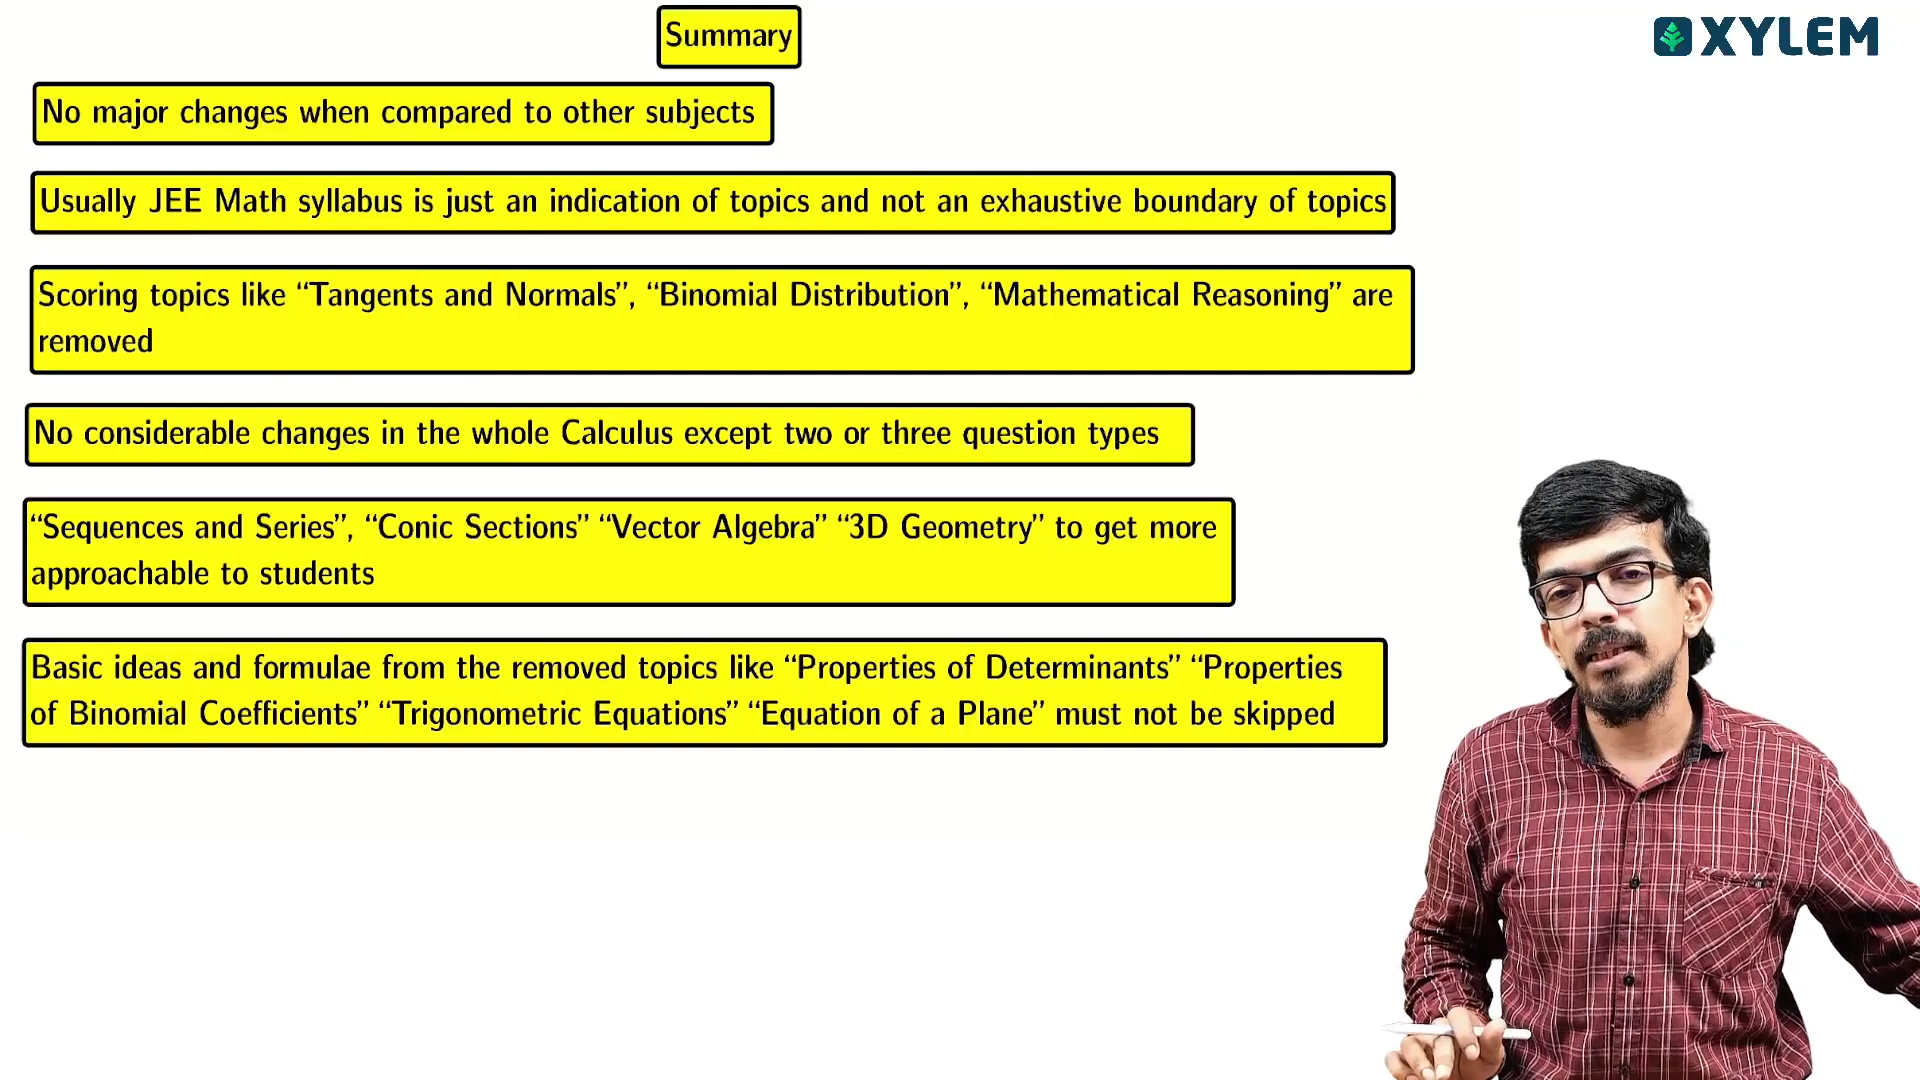 Summary
XYLEM
No major changes when compared to other subjects
Usually JEE Math syllabus is just an indication of topics and not an exhaustive boundary of topics
Scoring topics like “Tangents and Normals”, “Binomial Distribution”, “Mathematical Reasoning” are
removed
No considerable changes in the whole Calculus except two or three question types
“Sequences and Series”, “Conic Sections” “Vector Algebra” “3D Geometry” to get more
approachable to students
Basic ideas and formulae from the removed topics like “Properties of Determinants” “Properties
of Binomial Coefficients” “Trigonometric Equations” “Equation of a Plane” must not be skipped